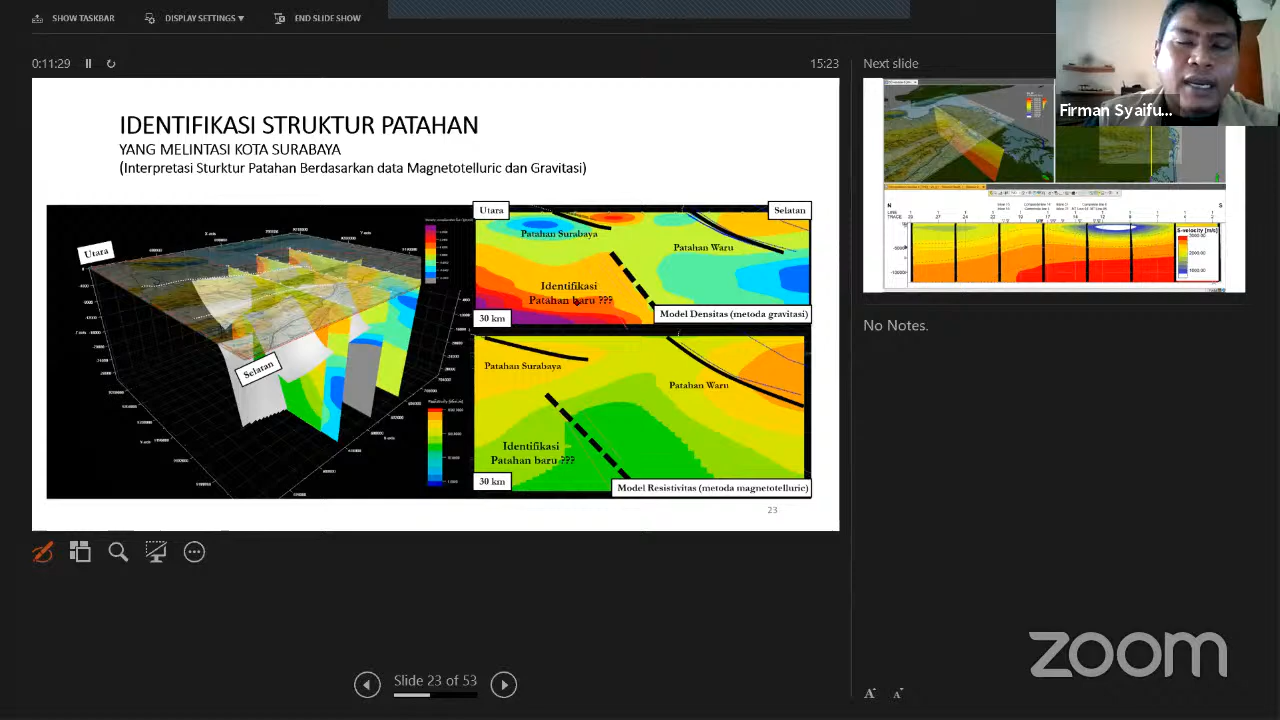 SHOW TASKBAR
DISPLAY SETTINGS ▼
END SLIDE SHOW
0:11:29
15:23
IDENTIFIKASI STRUKTUR PATAHAN
YANG MELINTASI KOTA SURABAYA
(Interpretasi Sturktur Patahan Berdasarkan data Magnetotelluric dan Gravitasi)
Utara
Selatan
Utara
Selatan
Patahan Surabaya
Patahan Waru
Identifikasi
Patahan baru ???
30 km
Model Densitas (metoda gravitasi)
Patahan Surabaya
Patahan Waru
Identifikasi
Patahan baru ???
30 km
Model Resistivitas (metoda magnetotelluric)
23
Slide 23 of 53
Next slide
Firman Syaifu...
N
S
LINE
TRACE
S-velocity [m/s]
No Notes.
zoom
A
A